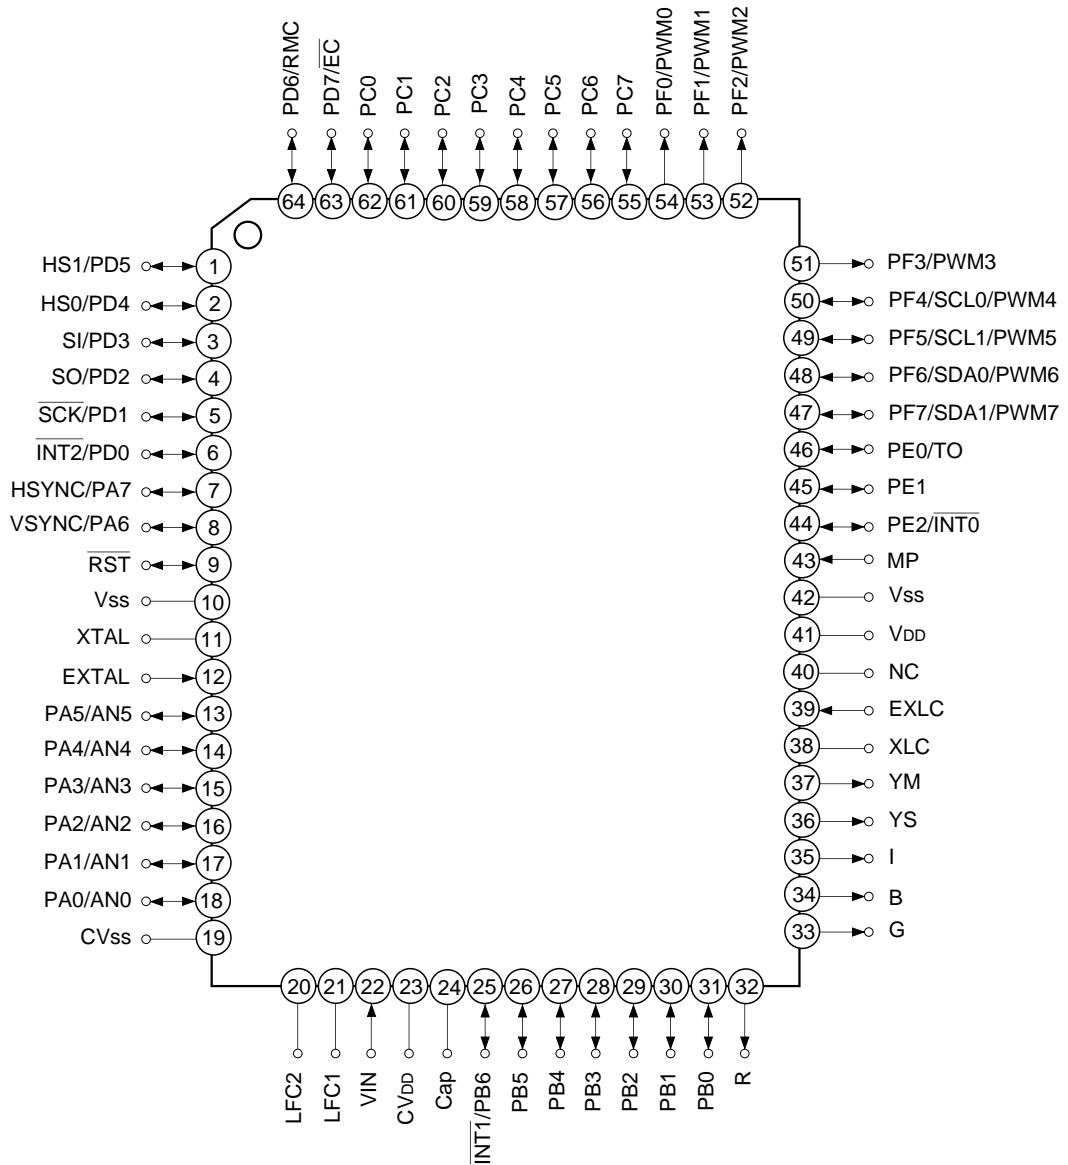 PD6/RMC
PD7/EC
PC0
PC1
PC2
PC3
PC4
PC5
PC6
PC7
PF0/PWM0
PF1/PWM1
PF2/PWM2
64
63
62
61
60
59
58
57
56
55
54
53
52
HS1/PD5
1
HS0/PD4
2
SI/PD3
3
SO/PD2
4
SCK/PD1
5
INT2/PD0
6
HSYNC/PA7
7
VSYNC/PA6
8
RST
9
Vss
10
XTAL
11
EXTAL
12
PA5/AN5
13
PA4/AN4
14
PA3/AN3
15
PA2/AN2
16
PA1/AN1
17
PA0/AN0
18
CVss
19
51
PF3/PWM3
50
PF4/SCL0/PWM4
49
PF5/SCL1/PWM5
48
PF6/SDA0/PWM6
47
PF7/SDA1/PWM7
46
PE0/TO
45
PE1
44
PE2/INT0
43
MP
42
Vss
41
VDD
40
NC
39
EXLC
38
XLC
37
YM
36
YS
35
I
34
B
33
G
20
21
22
23
24
25
26
27
28
29
30
31
32
LFC2
LFC1
VIN
CVDD
Cap
INT1/PB6
PB5
PB4
PB3
PB2
PB1
PB0
R